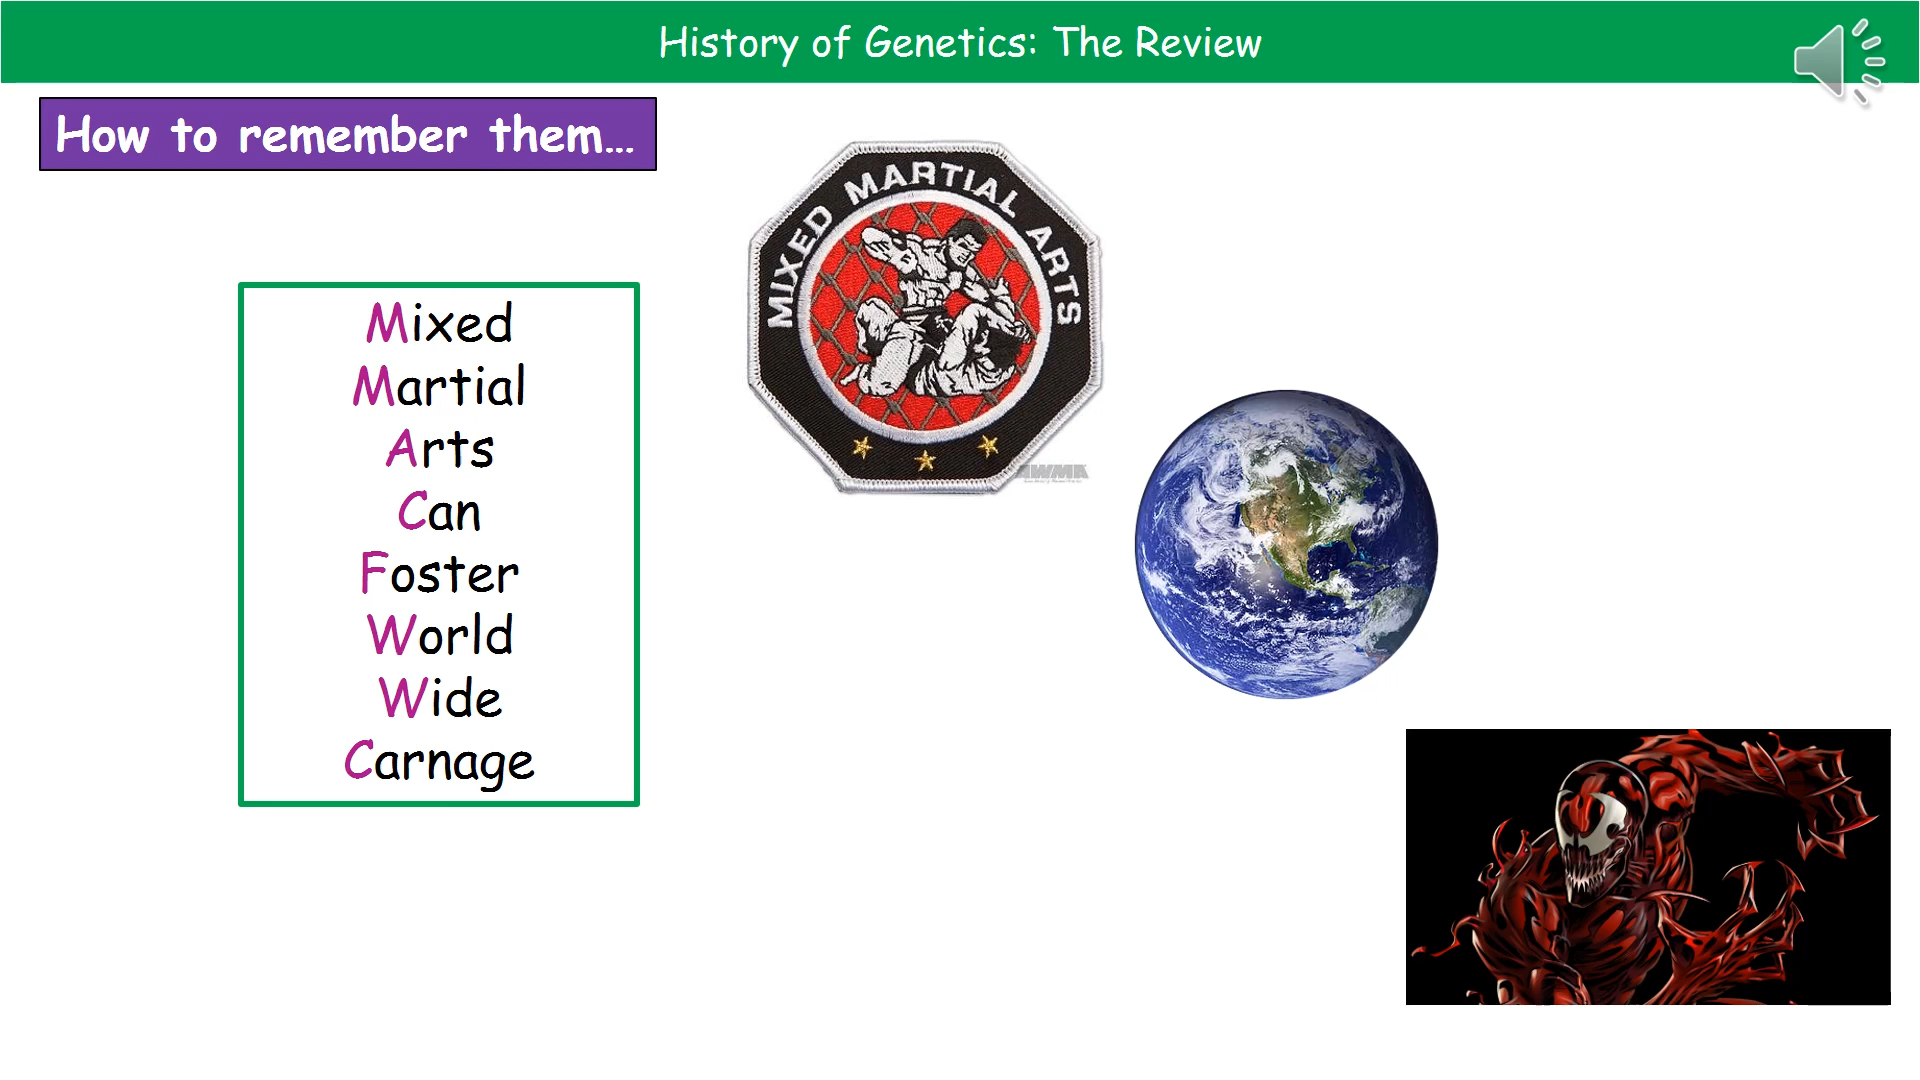 History of Genetics: The Review
How to remember them...
MIXED MARTIAL ARTS
Mixed
Martial
Arts
Can
Foster
World
Wide
Carnage
AWMA